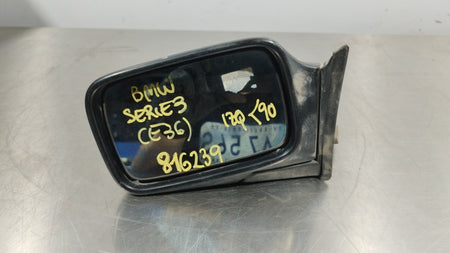 BMW
SERIE3
(E36)
IZQ <90
816239